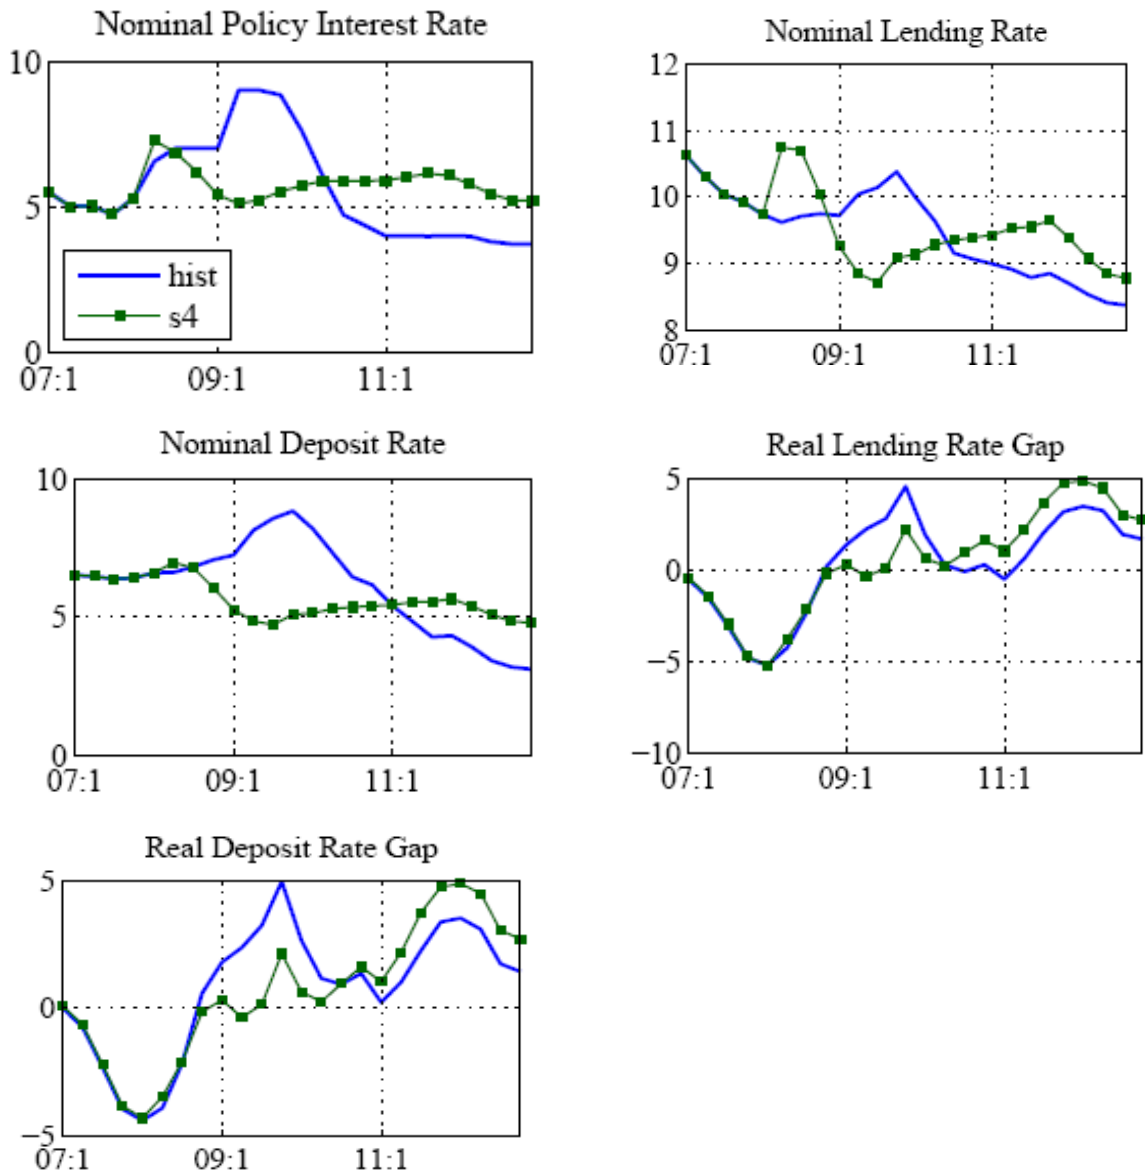 Nominal Policy Interest Rate
10
5
0
hist
s4
07:1 09:1 11:1
Nominal Lending Rate
12
11
10
9
8
07:1 09:1 11:1
Nominal Deposit Rate
10
5
0
07:1 09:1 11:1
Real Lending Rate Gap
5
0
−5
−10
07:1 09:1 11:1
Real Deposit Rate Gap
5
0
−5
07:1 09:1 11:1